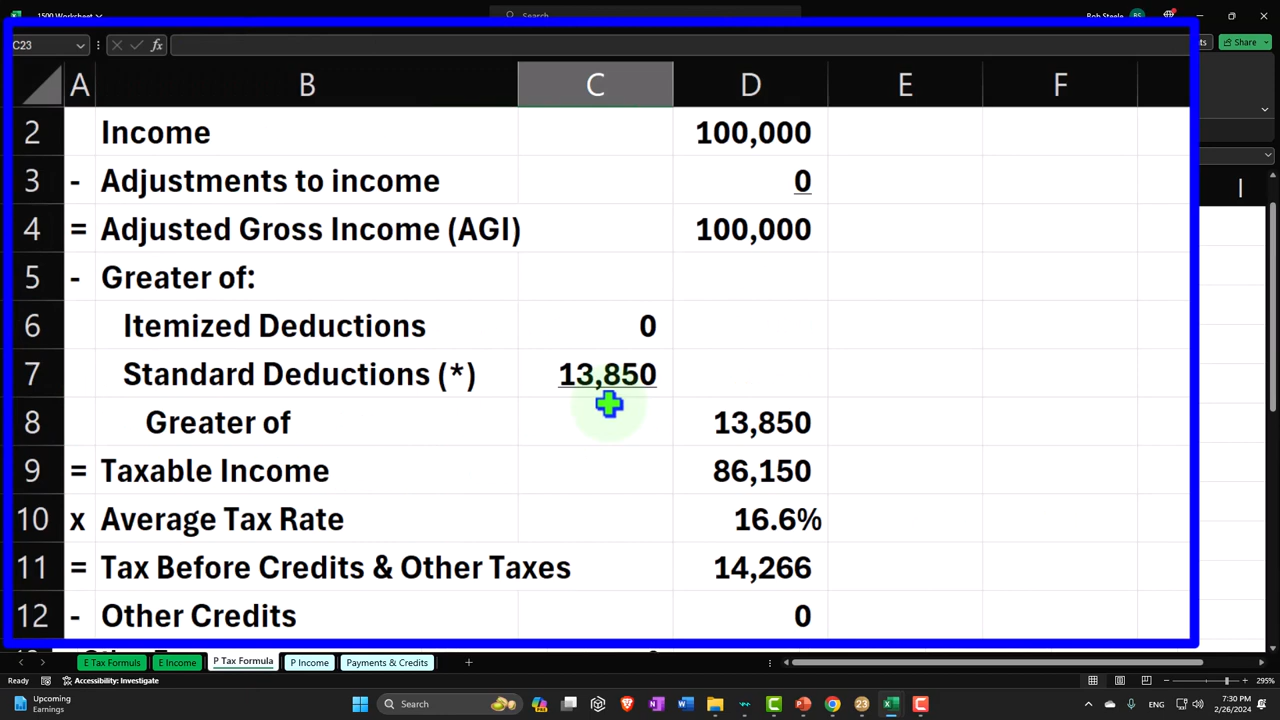 1500 Worksheet
Search
Rob Steele
BS
Share
C23
fx
A B C D E F
2 Income 100,000
3 - Adjustments to income 0
4 = Adjusted Gross Income (AGI) 100,000
5 - Greater of:
6 Itemized Deductions 0
7 Standard Deductions (*) 13,850
8 Greater of 13,850
9 = Taxable Income 86,150
10 x Average Tax Rate 16.6%
11 = Tax Before Credits & Other Taxes 14,266
12 - Other Credits 0
E Tax Formuls E Income P Tax Formula P Income Payments & Credits
Ready Accessibility: Investigate 295%
Upcoming
Earnings
Search
ENG
7:30 PM
2/26/2024